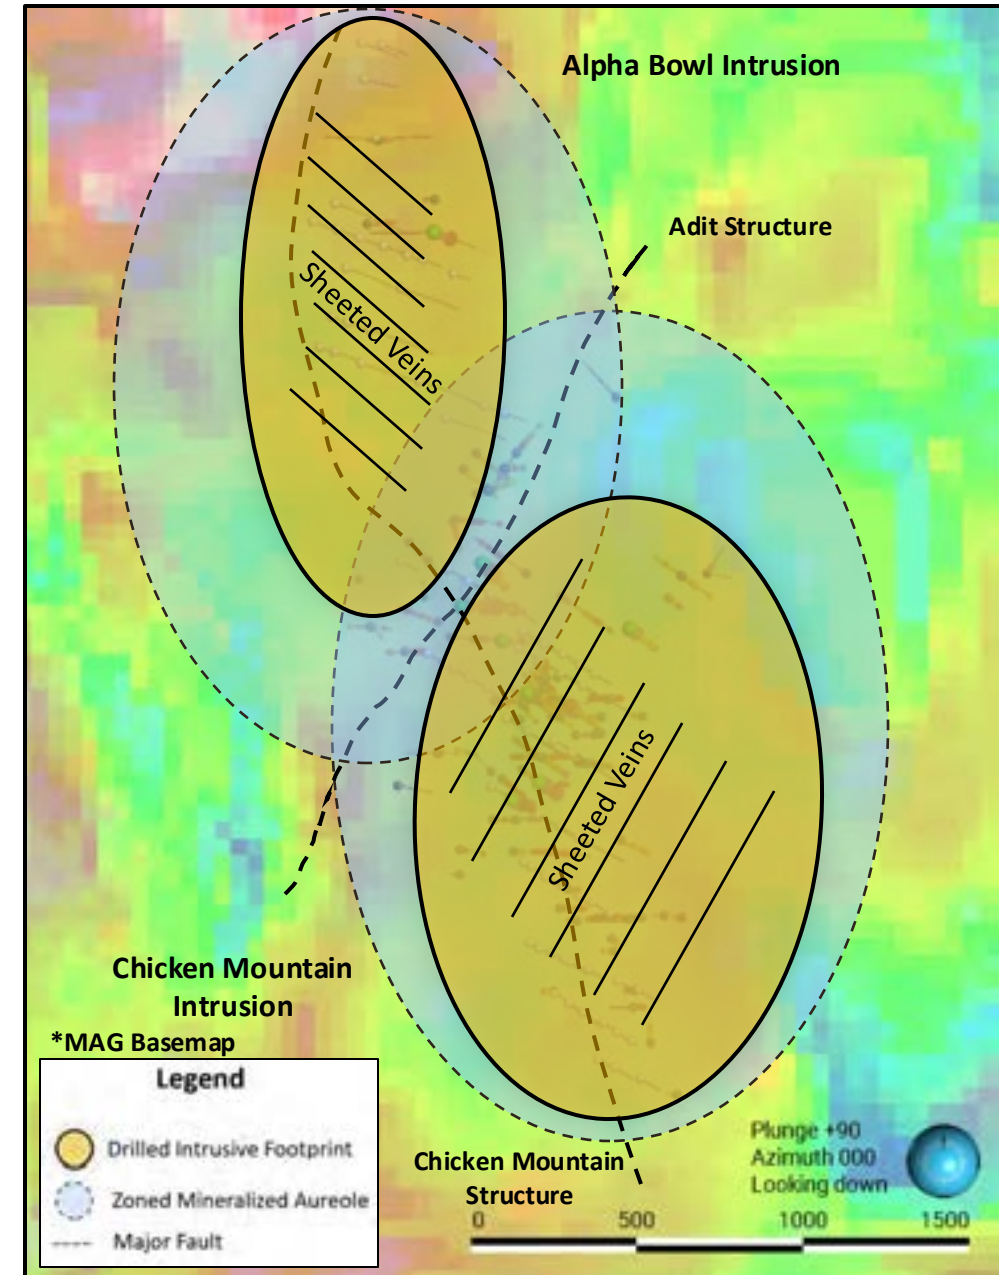 Alpha Bowl Intrusion
Adit Structure
Sheeted Veins
Sheeted Veins
Chicken Mountain
Intrusion
*MAG Basemap
Legend
Drilled Intrusive Footprint
Zoned Mineralized Aureole
Major Fault
Chicken Mountain
Structure
Plunge +90
Azimuth 000
Looking down
0 500 1000 1500